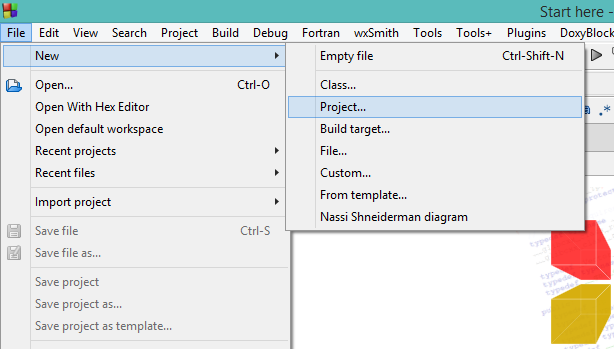 Start here -
File Edit View Search Project Build Debug Fortran wxSmith Tools Tools+ Plugins DoxyBlock
New
Empty file Ctrl-Shift-N
Class...
Project...
Build target...
File...
Custom...
From template...
Nassi Shneiderman diagram
Open... Ctrl-O
Open With Hex Editor
Open default workspace
Recent projects
Recent files
Import project
Save file Ctrl-S
Save file as...
Save project
Save project as...
Save project as template...
.*